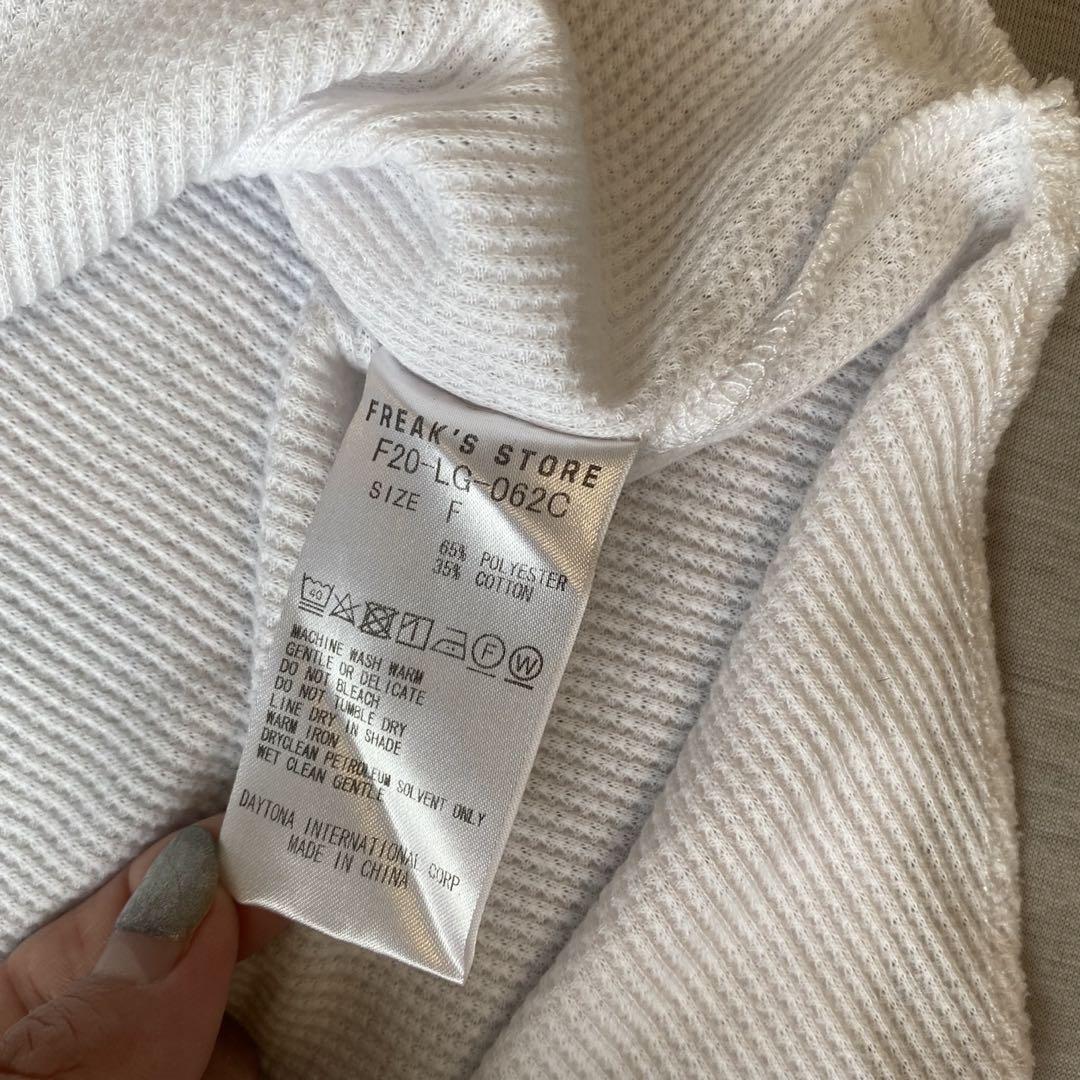 FREAK'S STORE
F20-LG-062C
SIZE F
65% POLYESTER
35% COTTON
40 F W
MACHINE WASH WARM
GENTLE OR DELICATE
DO NOT BLEACH
DO NOT TUMBLE DRY
LINE DRY IN SHADE
WARM IRON
DRYCLEAN PETROLEUM SOLVENT ONLY
WET CLEAN GENTLE
DAYTONA INTERNATIONAL CORP
MADE IN CHINA